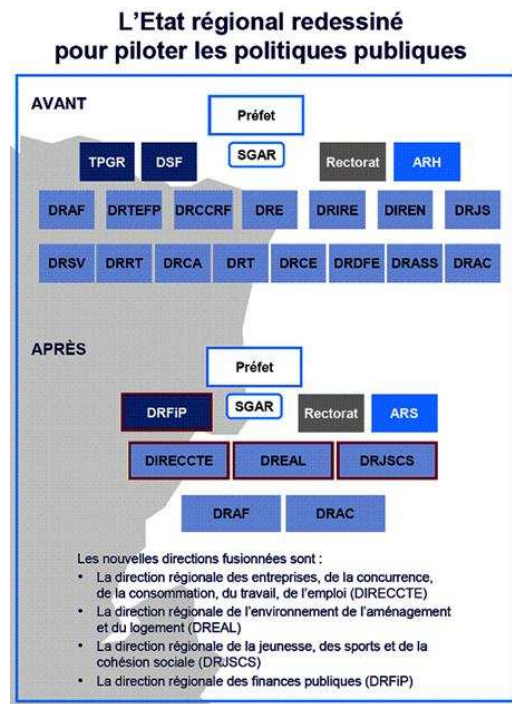 L'Etat régional redessiné
pour piloter les politiques publiques
AVANT
Préfet
TPGR DSF SGAR Rectorat ARH
DRAF DRTEFP DRCCRF DRE DRIRE DIREN DRJS
DRSV DRRT DRCA DRT DRCE DRDFE DRASS DRAC
APRÈS
Préfet
DRFiP SGAR Rectorat ARS
DIRECCTE DREAL DRJSCS
DRAF DRAC
Les nouvelles directions fusionnées sont :
• La direction régionale des entreprises, de la concurrence,
de la consommation, du travail, de l'emploi (DIRECCTE)
• La direction régionale de l'environnement de l'aménagement
et du logement (DREAL)
• La direction régionale de la jeunesse, des sports et de la
cohésion sociale (DRJSCS)
• La direction régionale des finances publiques (DRFiP)